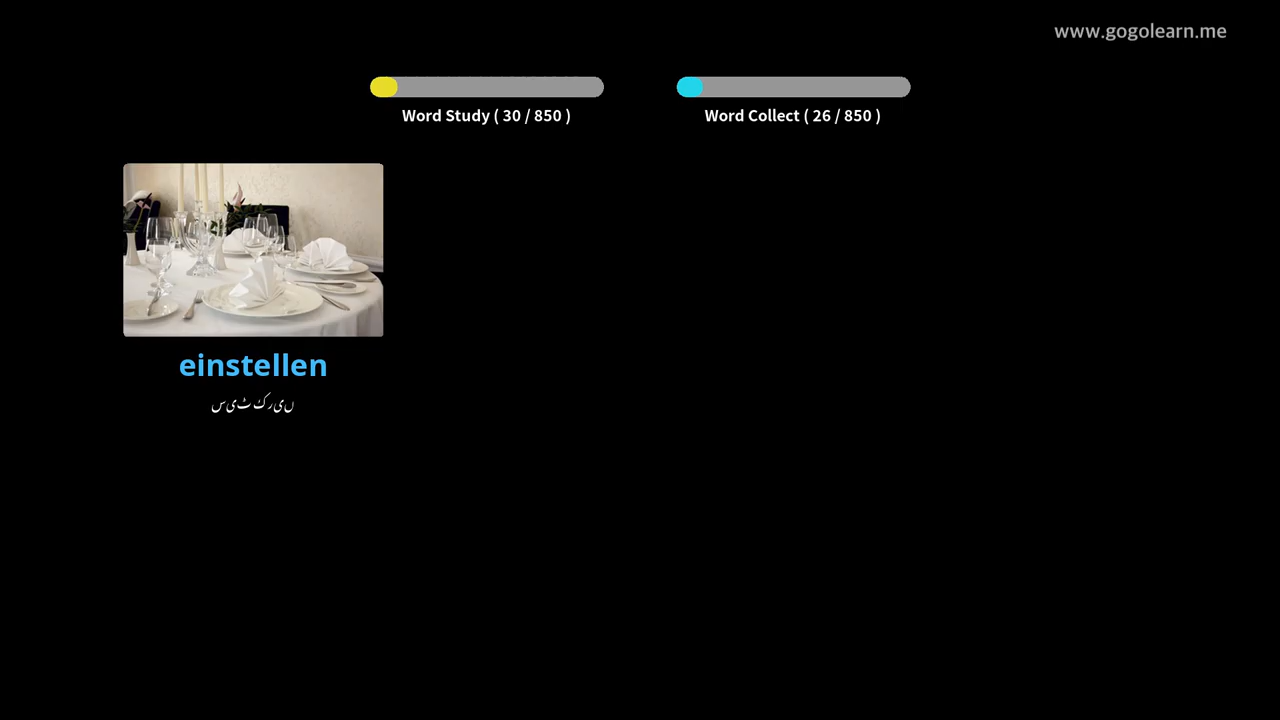 www.gogolearn.me
Word Study ( 30 / 850 )
Word Collect ( 26 / 850 )
einstellen
سیٹ کریں